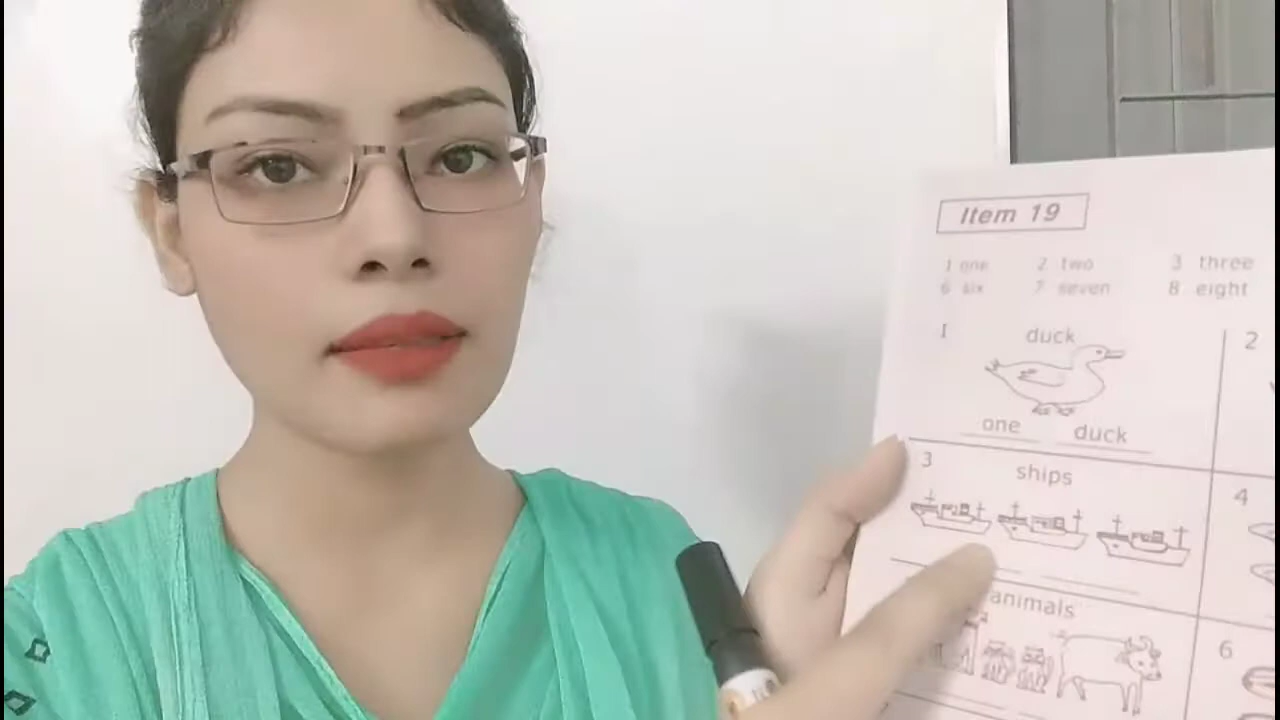 Item 19
1 one 2 two 3 three
6 six 7 seven 8 eight
1 duck 2
one duck
3 ships 4
animals
6